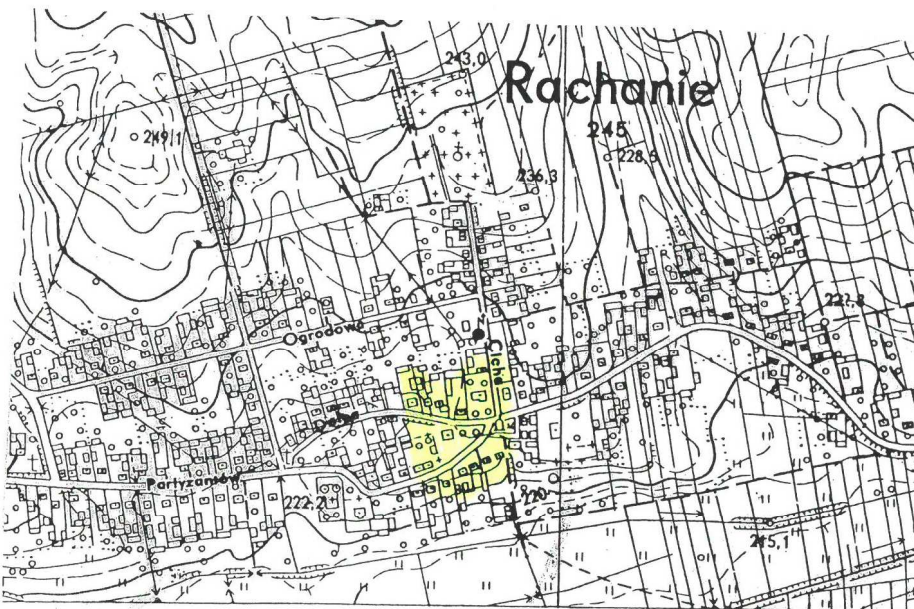 243,0
Rachanie
249,1
245
228,5
236,3
222,8
Ogrodowa
Cicha
Dolna
Partyzantów
222,2
220
215,1